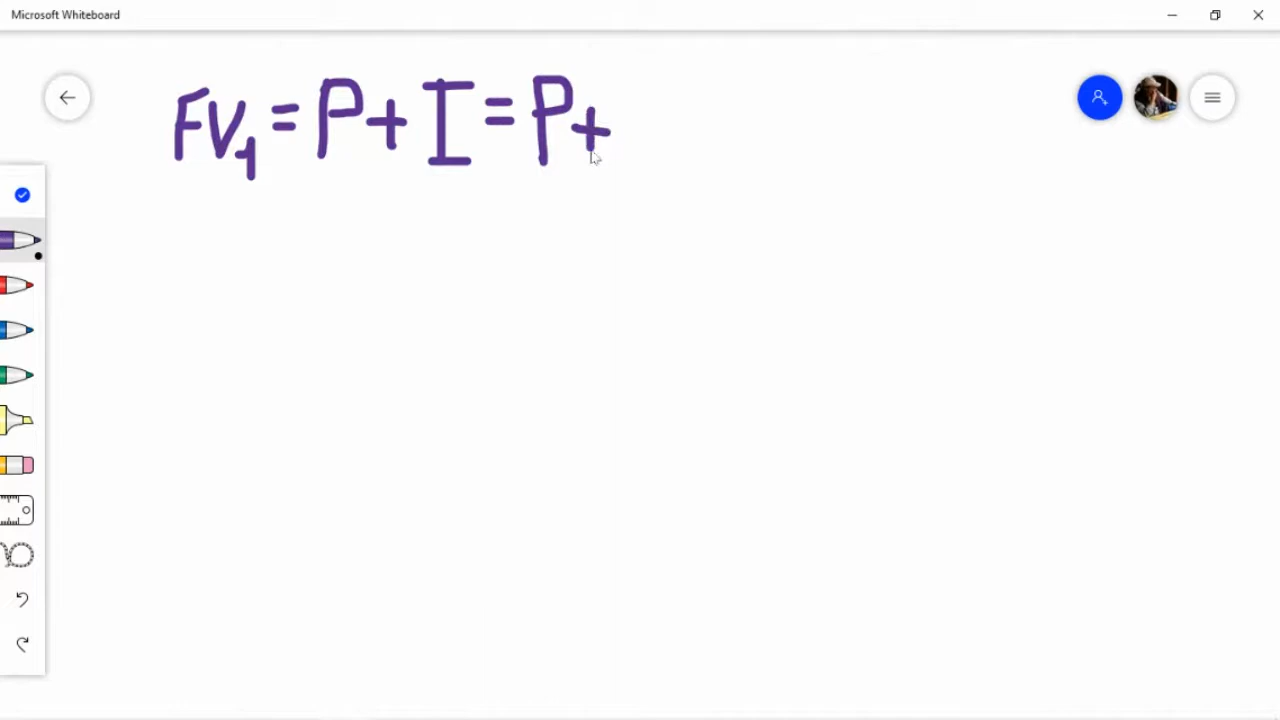 Microsoft Whiteboard
FV₁ = P + I = P +